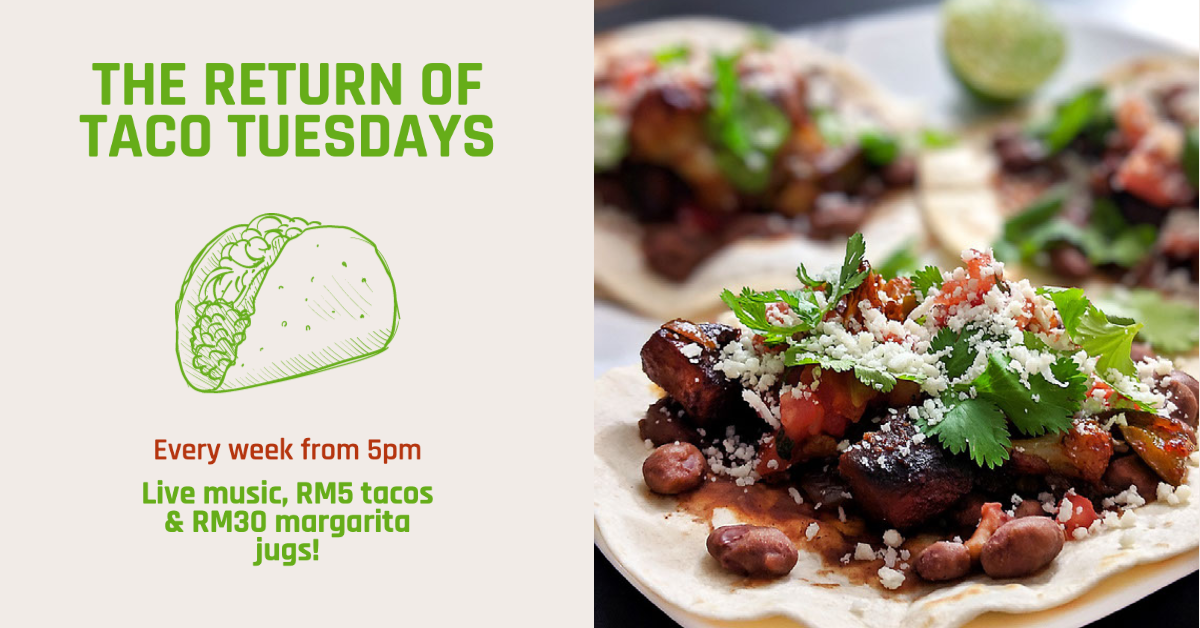 THE RETURN OF
TACO TUESDAYS
Every week from 5pm
Live music, RM5 tacos
& RM30 margarita
jugs!